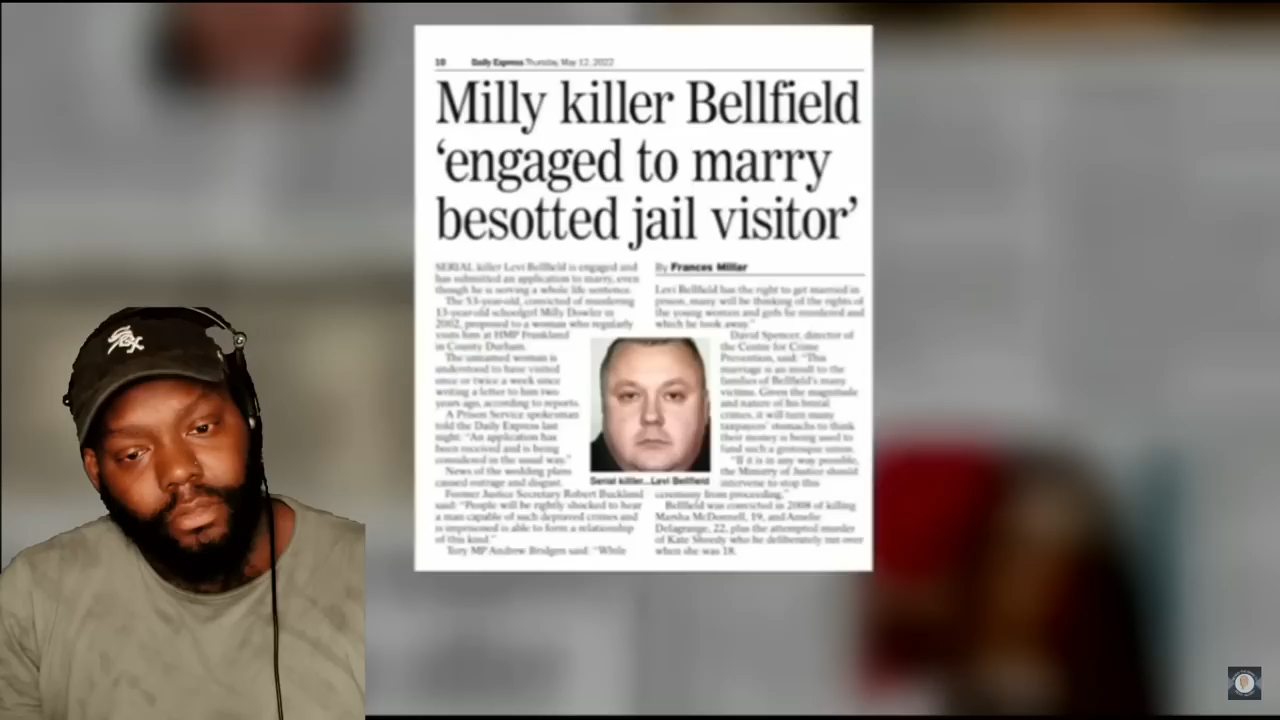 10 Daily Express Thursday, May 12, 2022
Milly killer Bellfield
‘engaged to marry
besotted jail visitor’
SERIAL killer Levi Bellfield is engaged and
has submitted an application to marry, even
though he is serving a whole life sentence.
The 53-year-old, convicted of murdering
13-year-old schoolgirl Milly Dowler in
2002, proposed to a woman who regularly
visits him at HMP Frankland
in County Durham.
The unnamed woman is
understood to have visited
once or twice a week since
writing a letter to him two
years ago, according to reports.
A Prison Service spokesman
told the Daily Express last
night: “An application has
been received and is being
considered in the usual way.”
News of the wedding plans
caused outrage and disgust.
Former Justice Secretary Robert Buckland
said: “People will be rightly shocked to hear
a man capable of such depraved crimes and
is imprisoned is able to form a relationship
of this kind.”
Tory MP Andrew Bridgen said: “While
By Frances Millar
Levi Bellfield has the right to get married in
prison, many will be thinking of the rights of
the young women and girls he murdered and
which he took away.”
David Spencer, director of
the Centre for Crime
Prevention, said: “This
marriage is an insult to the
families of Bellfield’s many
victims. Given the magnitude
and nature of his brutal
crimes, it will turn many
taxpayers’ stomachs to think
their money is being used to
fund such a grotesque union.
“If it is in any way possible,
the Ministry of Justice should
intervene to stop this
ceremony from proceeding.”
Bellfield was convicted in 2008 of killing
Marsha McDonnell, 19, and Amelie
Delagrange, 22, plus the attempted murder
of Kate Sheedy who he deliberately ran over
when she was 18.
Serial killer...Levi Bellfield
SOX